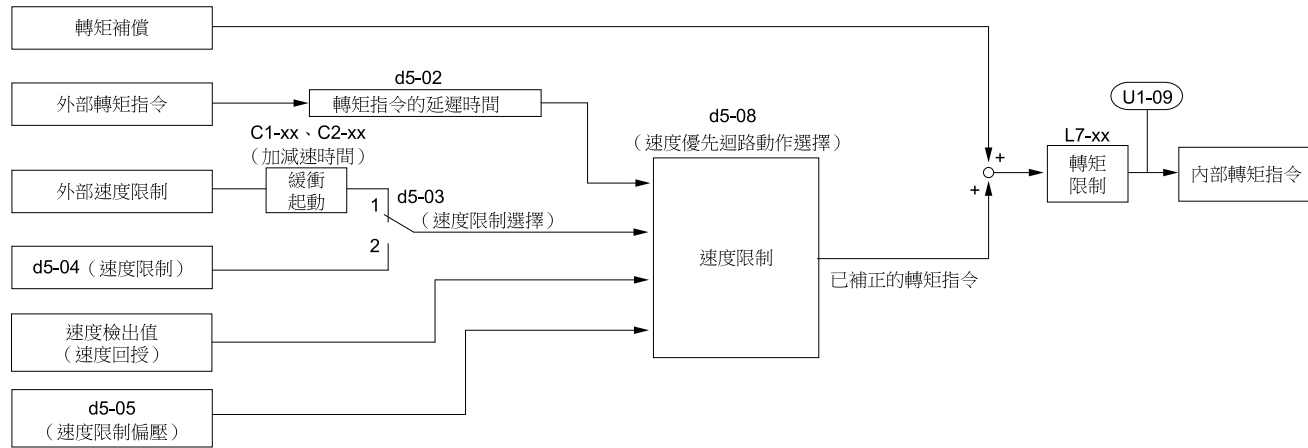 轉矩補償
外部轉矩指令
d5-02
轉矩指令的延遲時間
C1-xx、C2-xx
（加減速時間）
外部速度限制
緩衝
起動
1
2
d5-03
（速度限制選擇）
d5-04（速度限制）
速度檢出值
（速度回授）
d5-05
（速度限制偏壓）
d5-08
（速度優先迴路動作選擇）
速度限制
已補正的轉矩指令
+
+
L7-xx
轉矩
限制
U1-09
內部轉矩指令